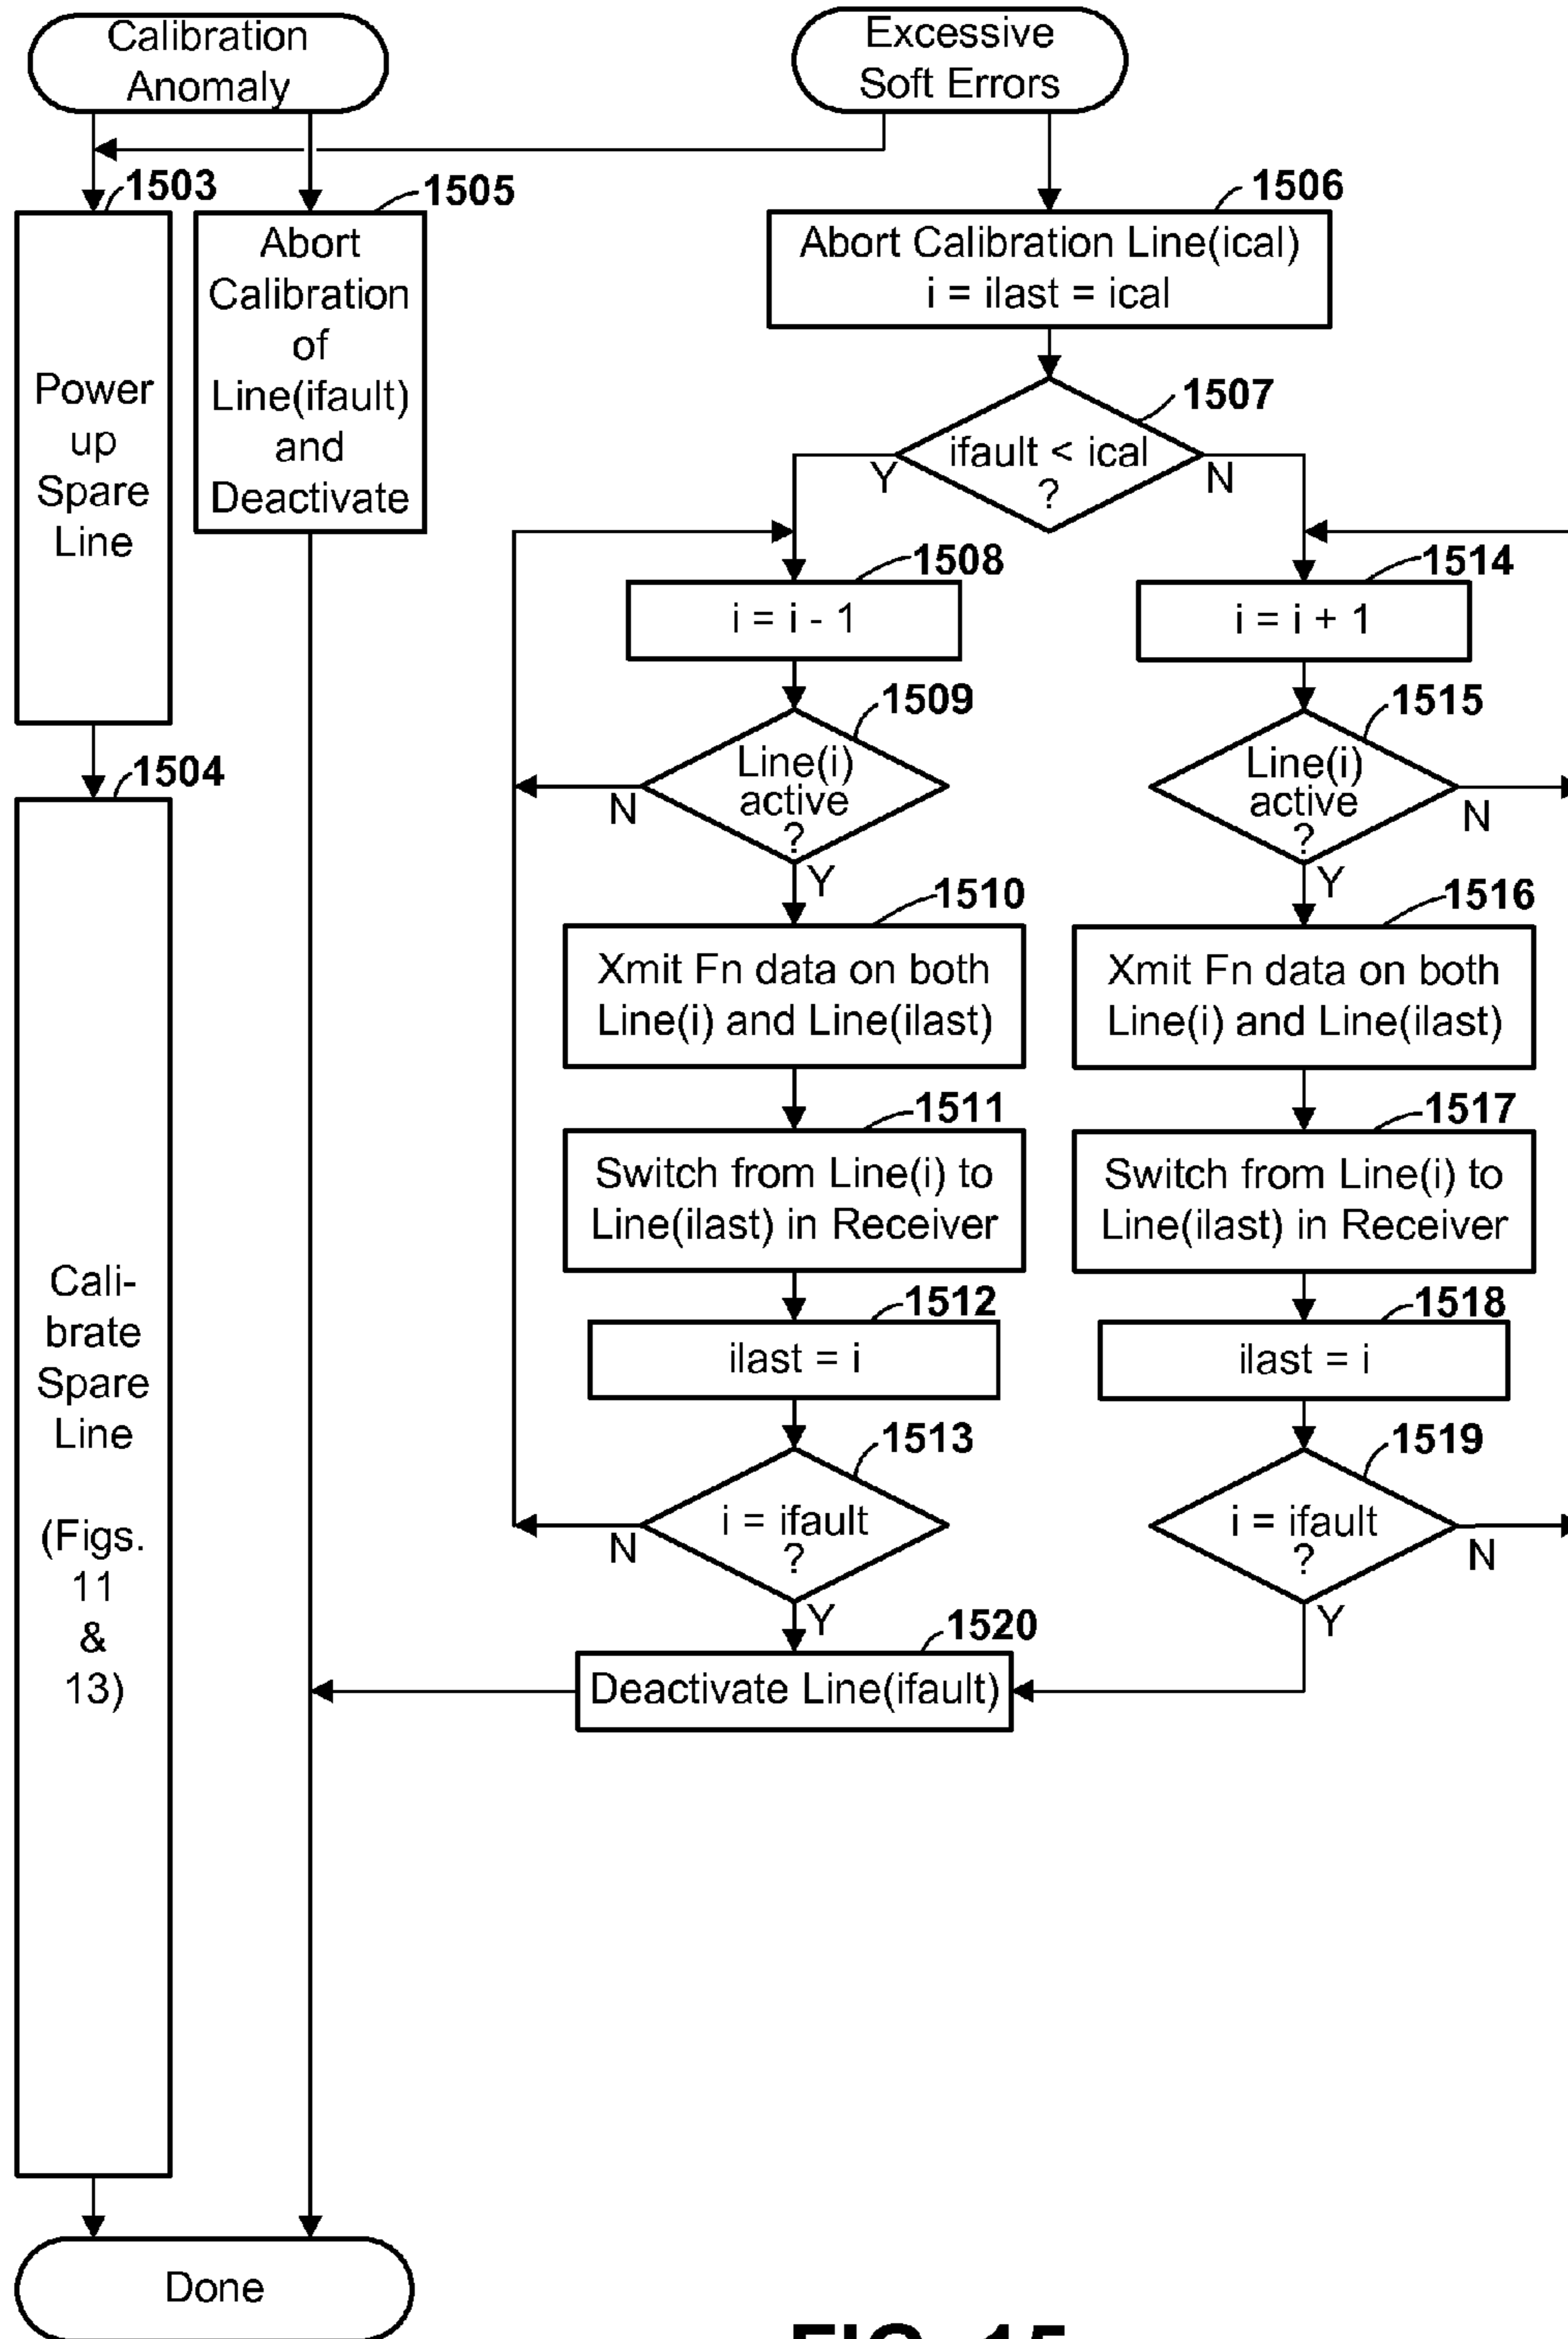 Calibration
Anomaly
Excessive
Soft Errors
1503
1505
1506
Power
up
Spare
Line
Abort
Calibration
of
Line(ifault)
and
Deactivate
Abort Calibration Line(ical)
i = ilast = ical
1507
ifault < ical
?
Y
N
1508
1514
i = i - 1
i = i + 1
1509
1515
Line(i)
active
?
N
Y
Line(i)
active
?
N
Y
1504
Cali-
brate
Spare
Line
(Figs.
11
&
13)
1510
1516
Xmit Fn data on both
Line(i) and Line(ilast)
Xmit Fn data on both
Line(i) and Line(ilast)
1511
1517
Switch from Line(i) to
Line(ilast) in Receiver
Switch from Line(i) to
Line(ilast) in Receiver
1512
1518
ilast = i
ilast = i
1513
1519
i = ifault
?
N
Y
i = ifault
?
N
Y
1520
Deactivate Line(ifault)
Done
FIG. 15